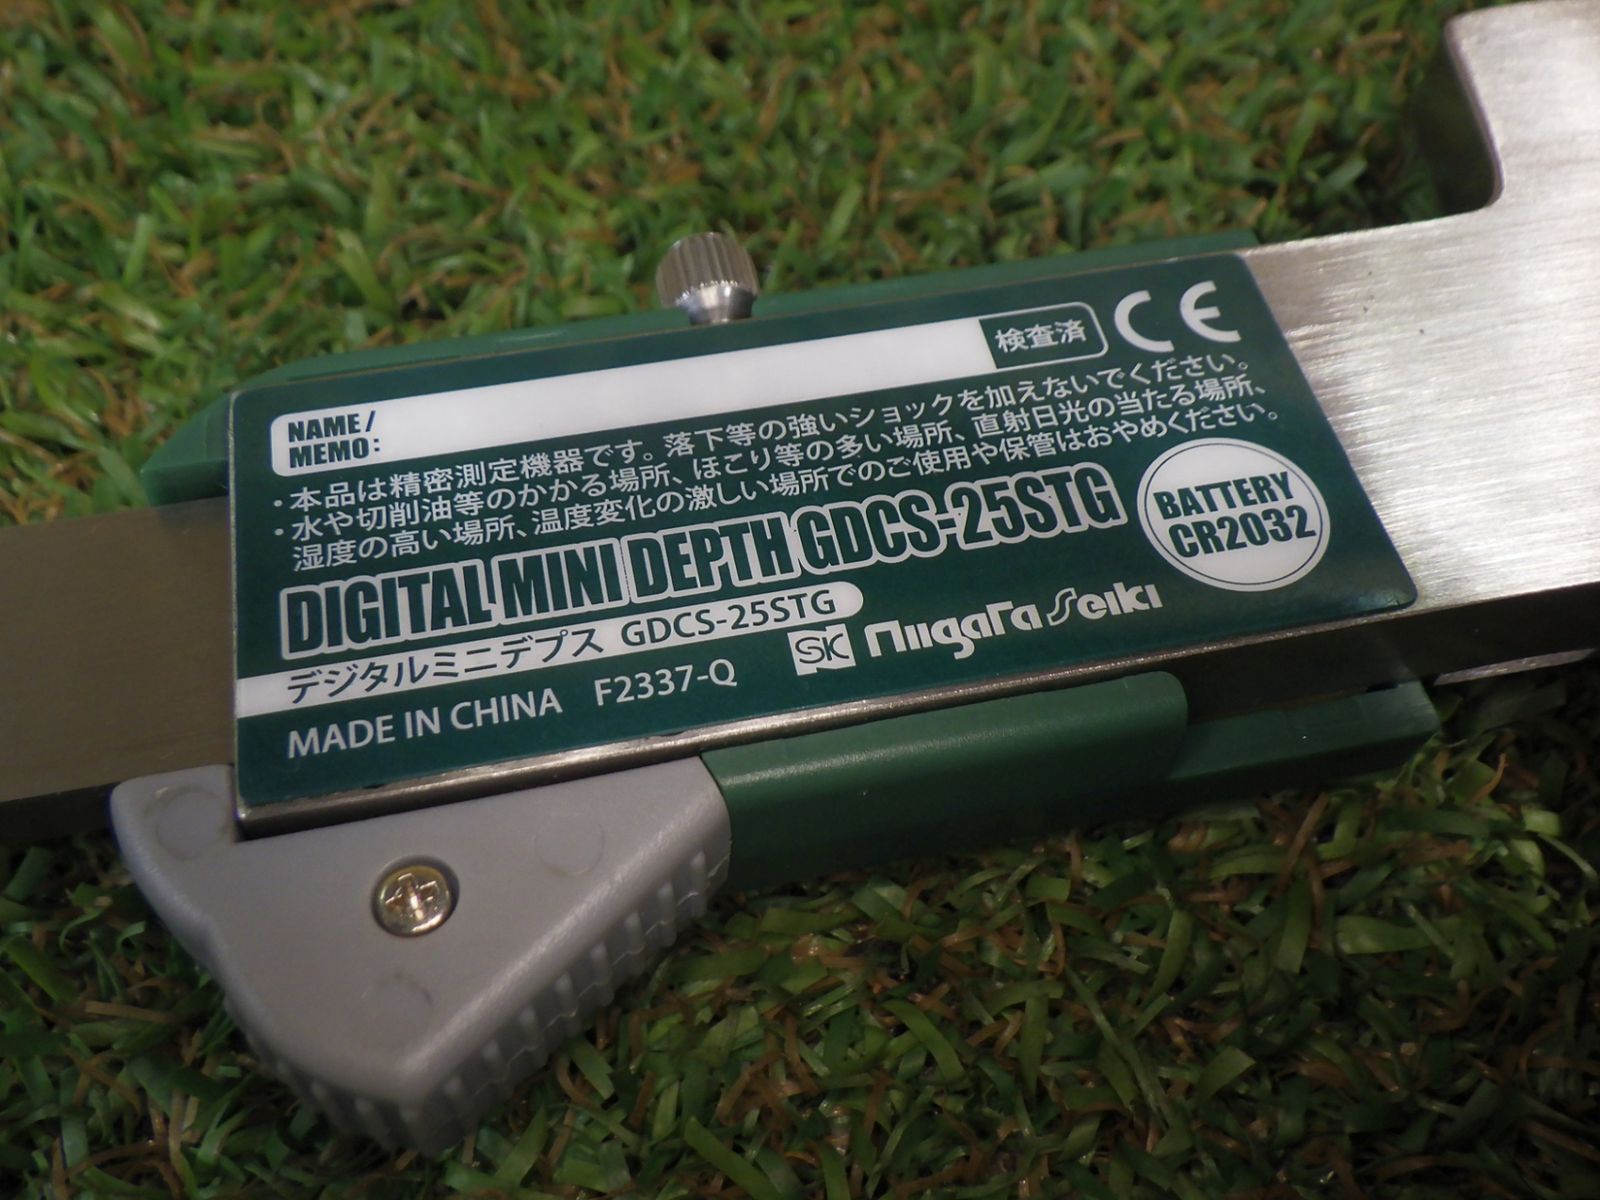 NAME/
MEMO:
検査済
CE
・本品は精密測定機器です。落下等の強いショックを加えないでください。
・水や切削油等のかかる場所、ほこり等の多い場所、直射日光の当たる場所、
湿度の高い場所、温度変化の激しい場所でのご使用や保管はおやめください。
DIGITAL MINI DEPTH GDCS-25STG
BATTERY
CR2032
デジタルミニデプス GDCS-25STG
MADE IN CHINA F2337-Q
SK Niigata Seiki